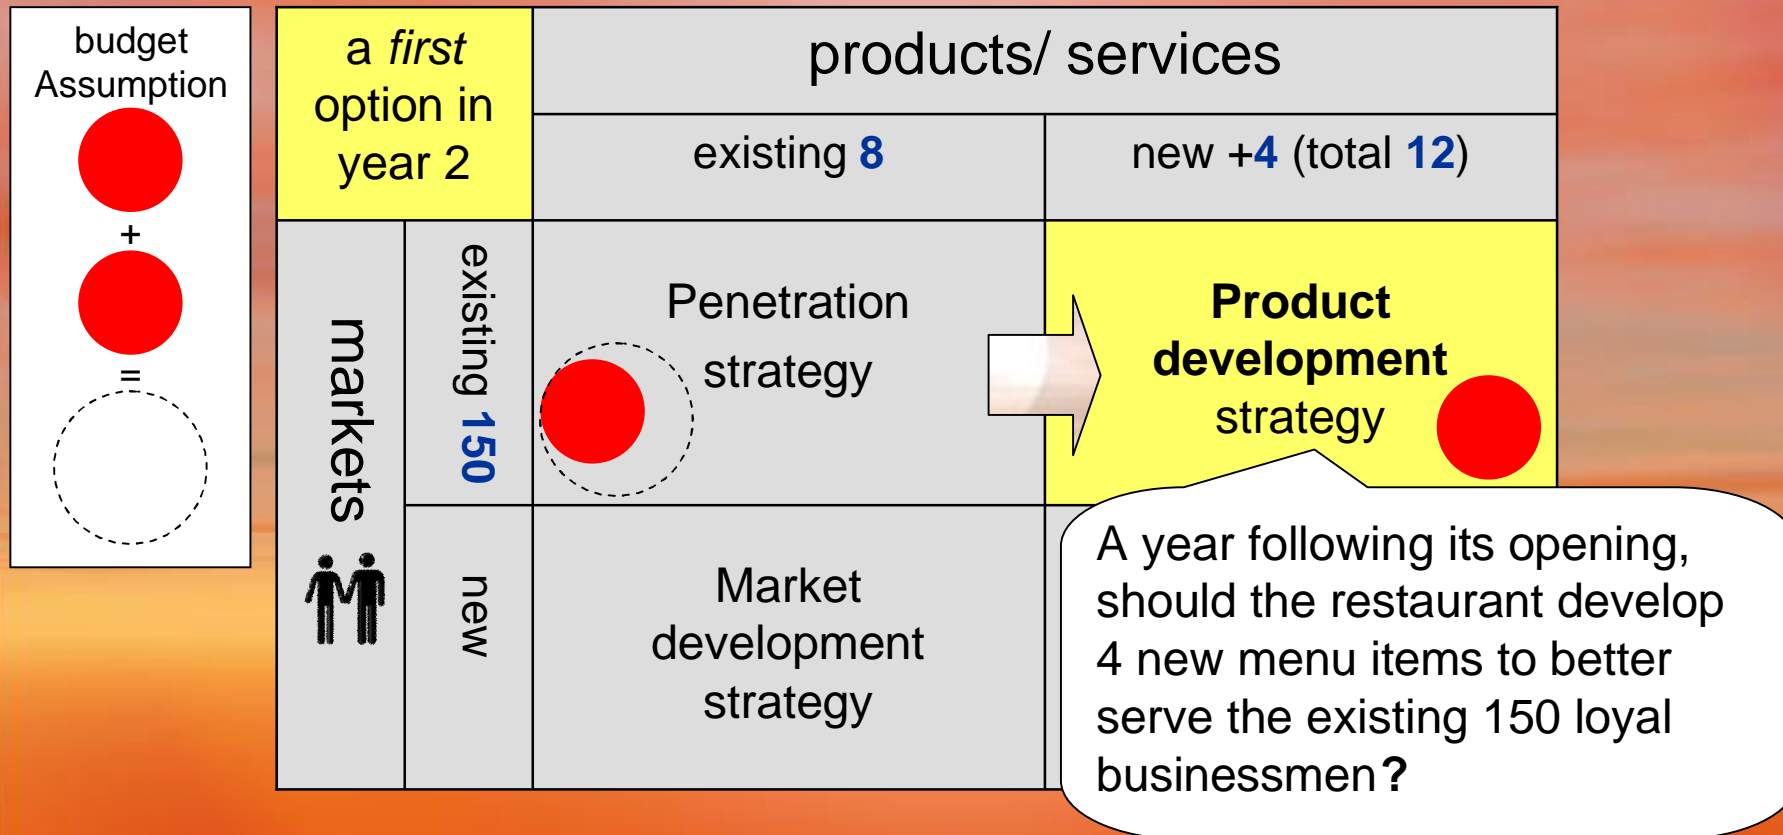 budget
Assumption
+
=
a first
option in
year 2
products/ services
existing 8
new +4 (total 12)
markets
existing 150
new
Penetration
strategy
Product
development
strategy
Market
development
strategy
A year following its opening,
should the restaurant develop
4 new menu items to better
serve the existing 150 loyal
businessmen?